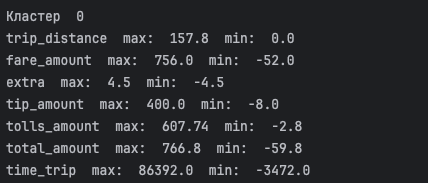 Кластер  0
trip_distance  max:  157.8  min:  0.0
fare_amount  max:  756.0  min:  -52.0
extra  max:  4.5  min:  -4.5
tip_amount  max:  400.0  min:  -8.0
tolls_amount  max:  607.74  min:  -2.8
total_amount  max:  766.8  min:  -59.8
time_trip  max:  86392.0  min:  -3472.0